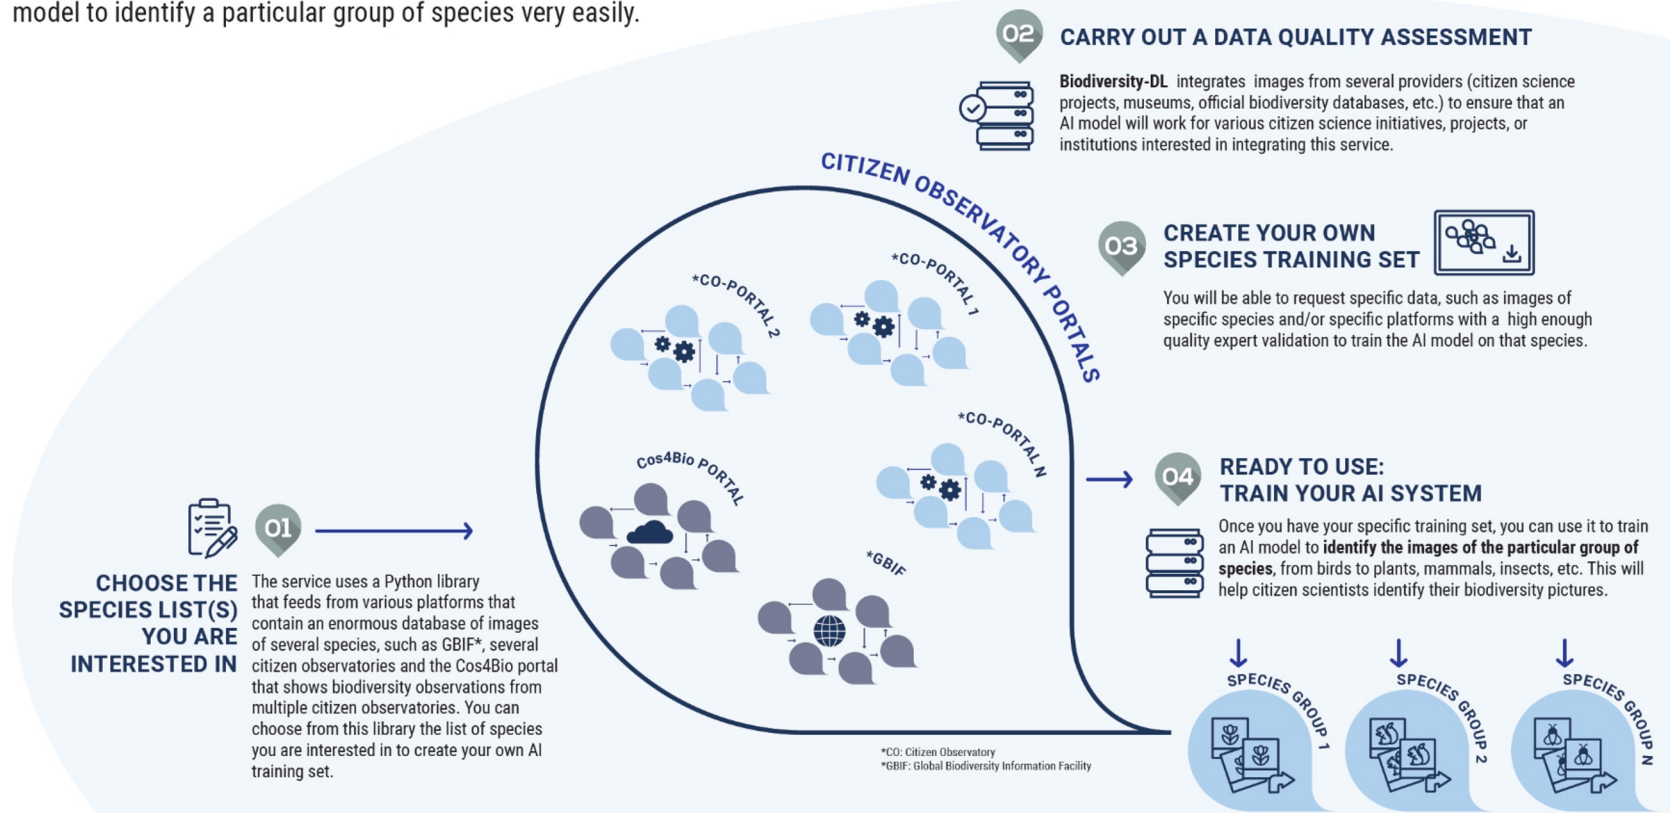 model to identify a particular group of species very easily.
01
CHOOSE THE
SPECIES LIST(S)
YOU ARE
INTERESTED IN
The service uses a Python library
that feeds from various platforms that
contain an enormous database of images
of several species, such as GBIF*, several
citizen observatories and the Cos4Bio portal
that shows biodiversity observations from
multiple citizen observatories. You can
choose from this library the list of species
you are interested in to create your own AI
training set.
CITIZEN OBSERVATORY PORTALS
*CO-PORTAL 2
*CO-PORTAL 1
*CO-PORTAL N
Cos4Bio PORTAL
*GBIF
*CO: Citizen Observatory
*GBIF: Global Biodiversity Information Facility
02
CARRY OUT A DATA QUALITY ASSESSMENT
Biodiversity-DL integrates images from several providers (citizen science
projects, museums, official biodiversity databases, etc.) to ensure that an
AI model will work for various citizen science initiatives, projects, or
institutions interested in integrating this service.
03
CREATE YOUR OWN
SPECIES TRAINING SET
You will be able to request specific data, such as images of
specific species and/or specific platforms with a high enough
quality expert validation to train the AI model on that species.
04
READY TO USE:
TRAIN YOUR AI SYSTEM
Once you have your specific training set, you can use it to train
an AI model to identify the images of the particular group of
species, from birds to plants, mammals, insects, etc. This will
help citizen scientists identify their biodiversity pictures.
SPECIES GROUP 1
SPECIES GROUP 2
SPECIES GROUP N